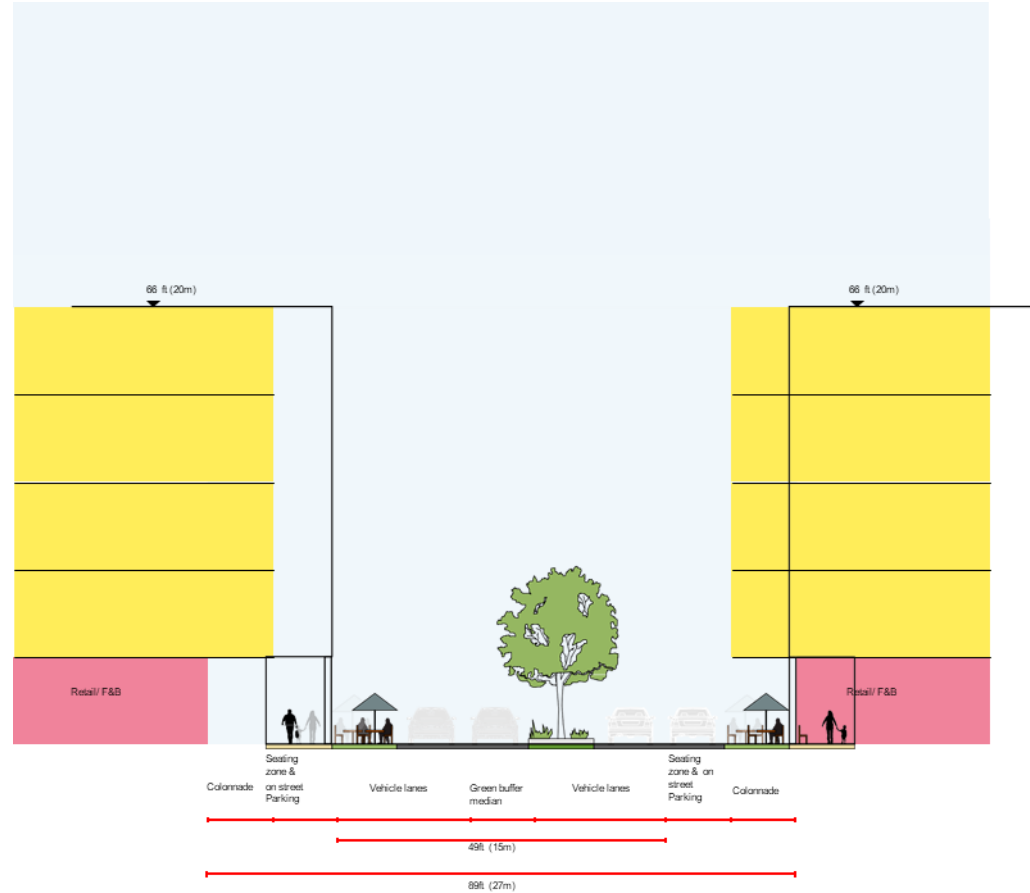 66 ft (20m)
66 ft (20m)
Retail/ F&B
Retail/ F&B
Colonnade
Seating
zone &
on street
Parking
Vehicle lanes
Green buffer
median
Vehicle lanes
Seating
zone & on
street
Parking
Colonnade
49ft (15m)
89ft (27m)